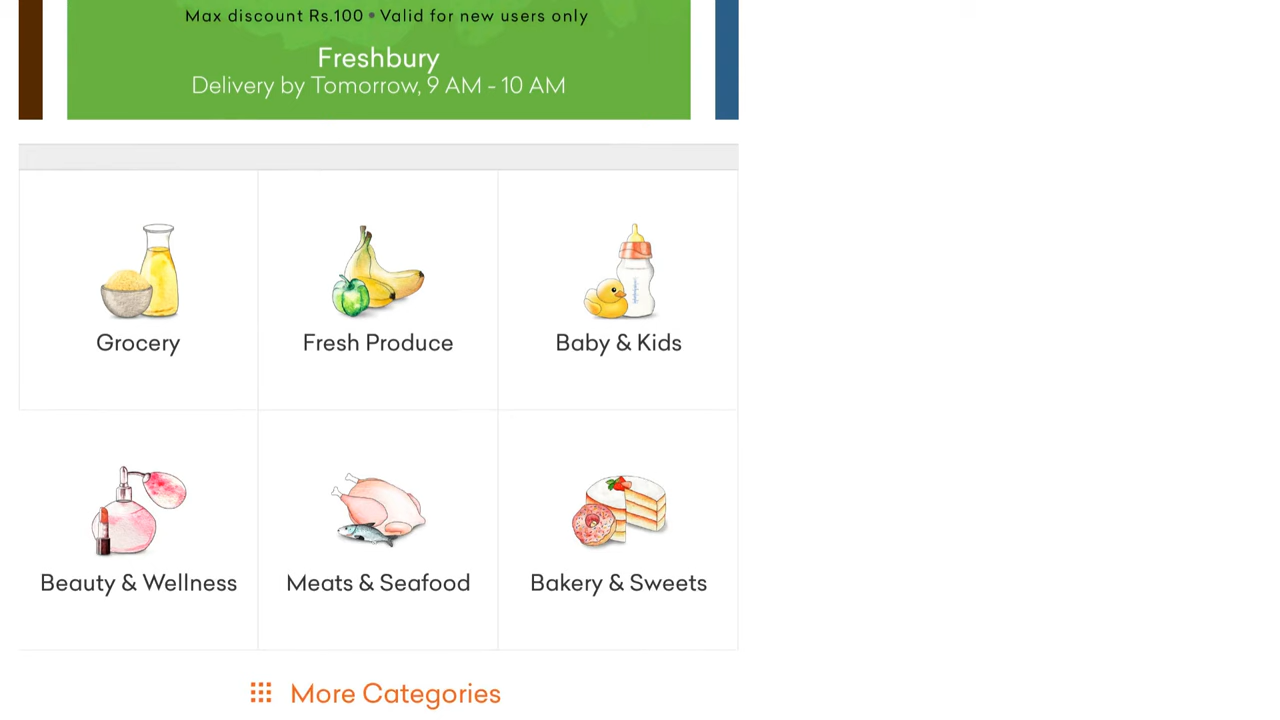 Max discount Rs.100 • Valid for new users only
Freshbury
Delivery by Tomorrow, 9 AM - 10 AM
Grocery
Fresh Produce
Baby & Kids
Beauty & Wellness
Meats & Seafood
Bakery & Sweets
More Categories